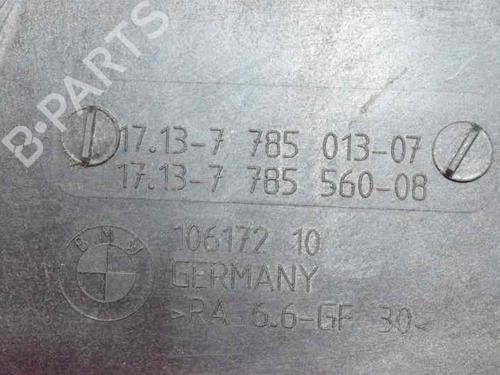 B-PARTS
17.13-7 785 013-07
17.13-7 785 560-08
BMW
106172 10
GERMANY
>PA 6.6-GF 30<